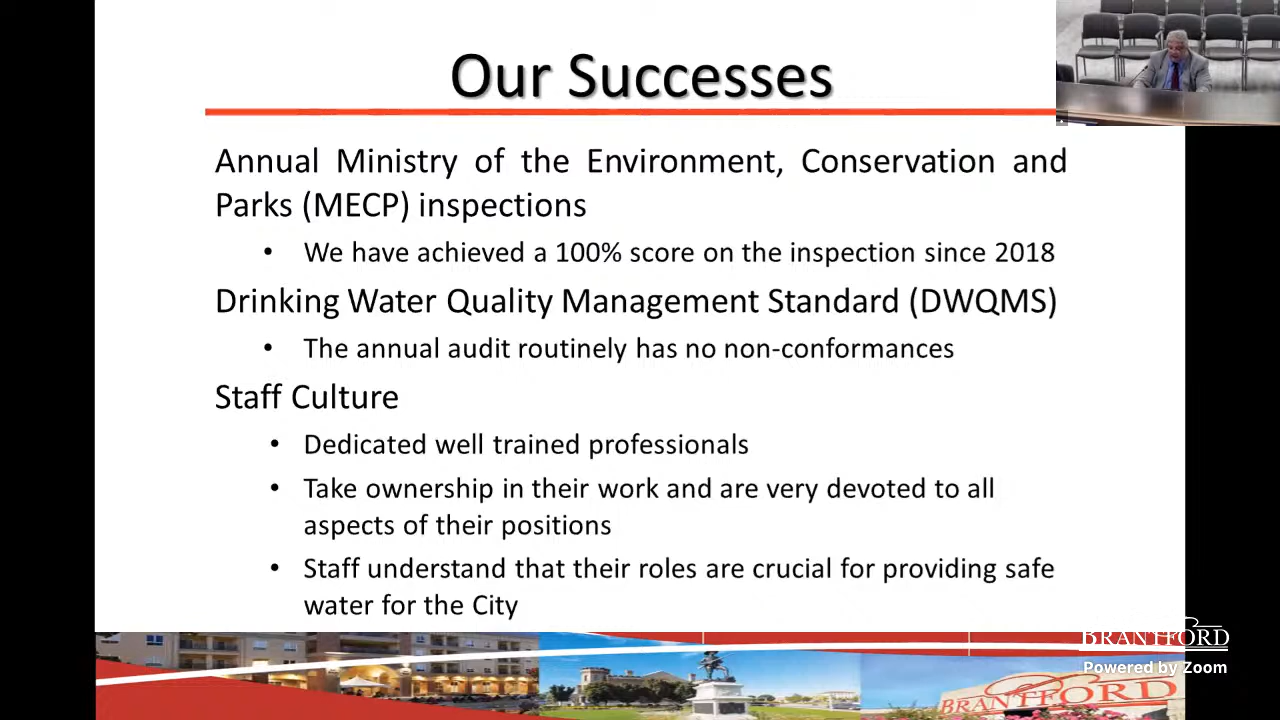 Our Successes
Annual Ministry of the Environment, Conservation and
Parks (MECP) inspections
• We have achieved a 100% score on the inspection since 2018
Drinking Water Quality Management Standard (DWQMS)
• The annual audit routinely has no non-conformances
Staff Culture
• Dedicated well trained professionals
• Take ownership in their work and are very devoted to all
aspects of their positions
• Staff understand that their roles are crucial for providing safe
water for the City
BRANTFORD
Powered by Zoom
BRANTFORD